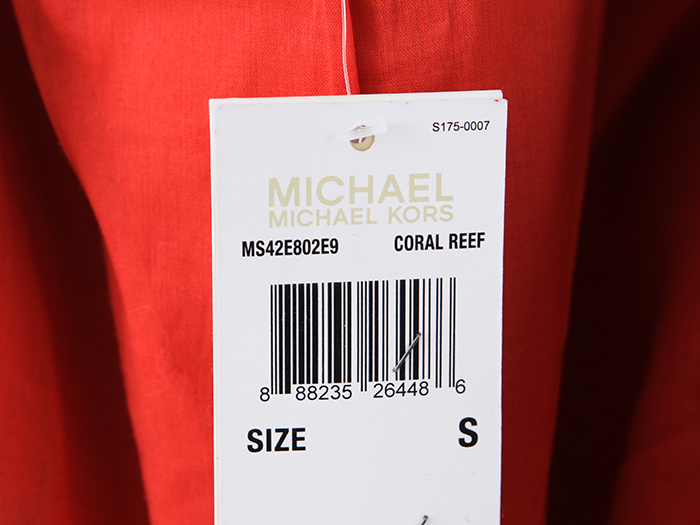 S175-0007
MICHAEL
MICHAEL KORS
MS42E802E9 CORAL REEF
8 88235 26448 6
SIZE S